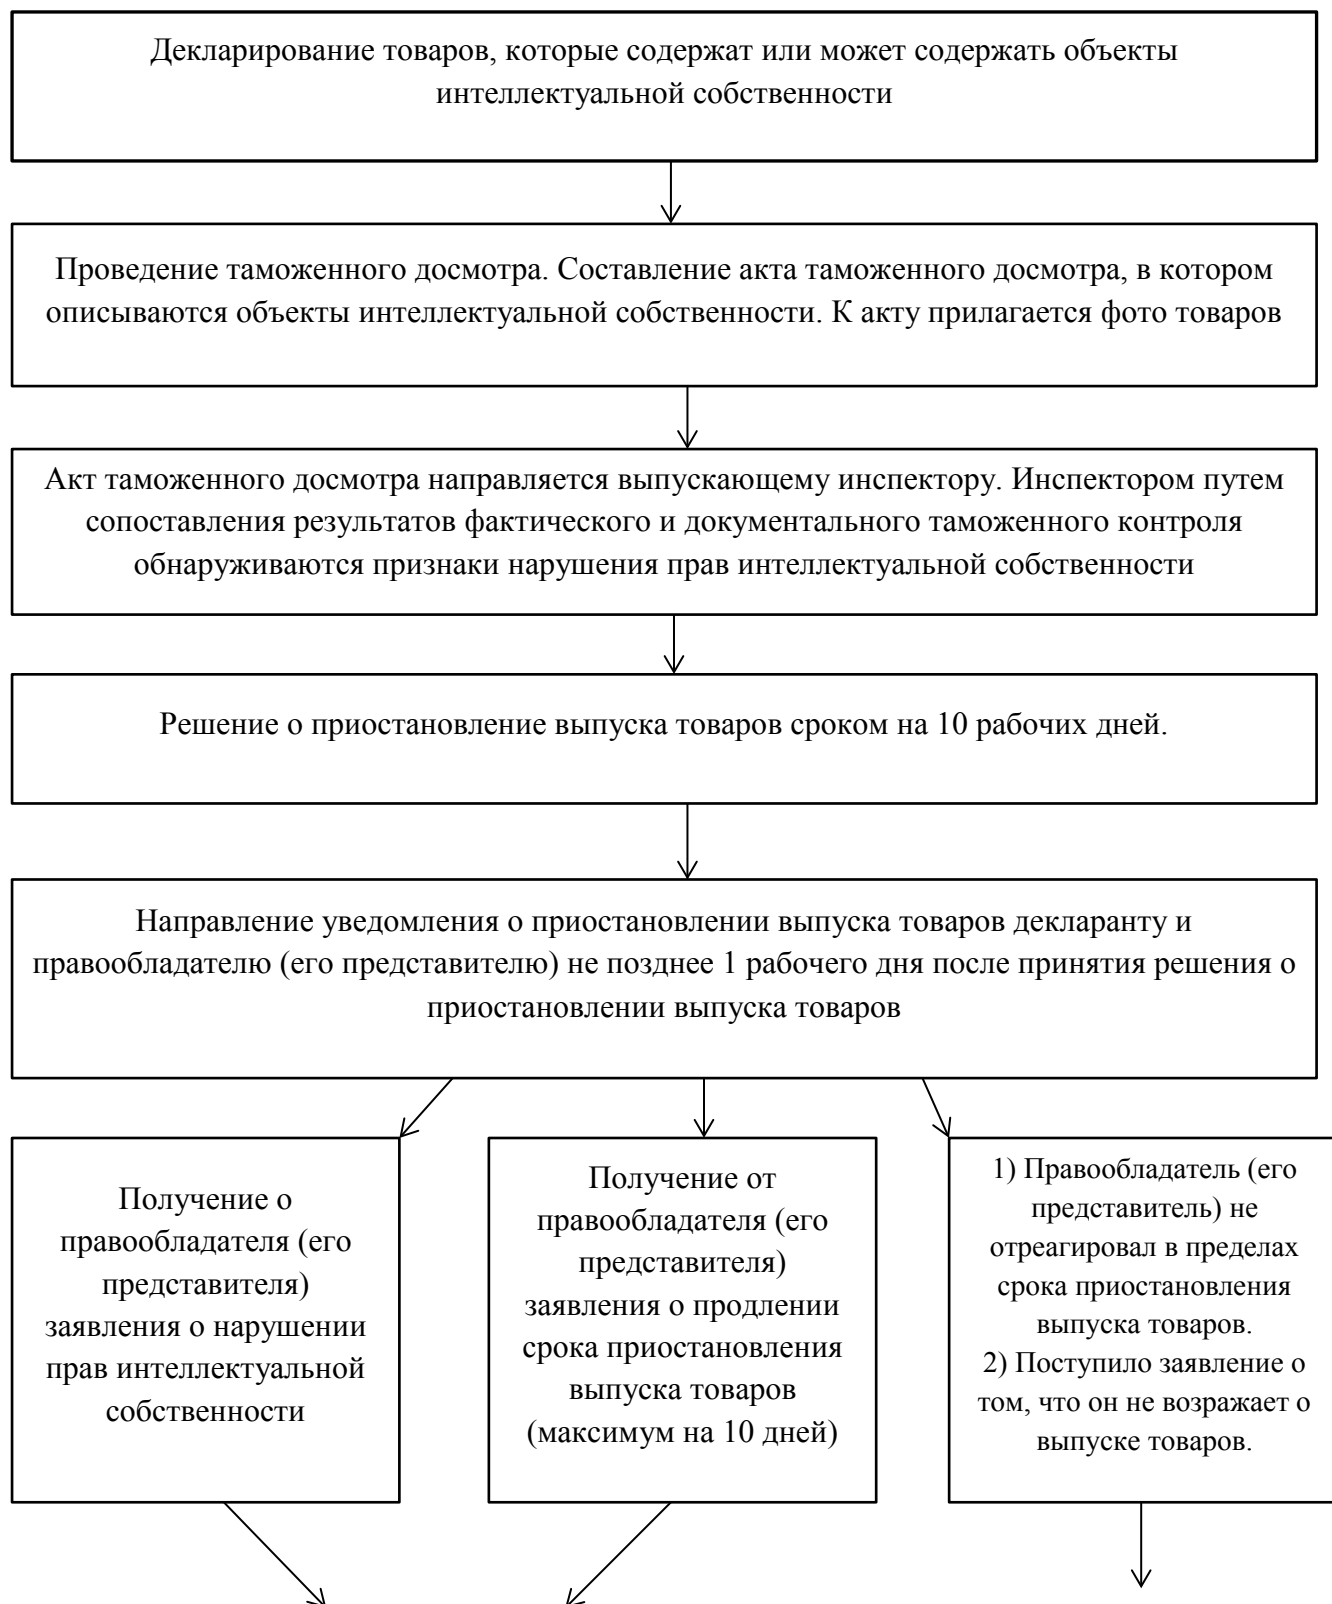 Декларирование товаров, которые содержат или может содержать объекты
интеллектуальной собственности
Проведение таможенного досмотра. Составление акта таможенного досмотра, в котором
описываются объекты интеллектуальной собственности. К акту прилагается фото товаров
Акт таможенного досмотра направляется выпускающему инспектору. Инспектором путем
сопоставления результатов фактического и документального таможенного контроля
обнаруживаются признаки нарушения прав интеллектуальной собственности
Решение о приостановление выпуска товаров сроком на 10 рабочих дней.
Направление уведомления о приостановлении выпуска товаров декларанту и
правообладателю (его представителю) не позднее 1 рабочего дня после принятия решения о
приостановлении выпуска товаров
Получение о
правообладателя (его
представителя)
заявления о нарушении
прав интеллектуальной
собственности
Получение от
правообладателя (его
представителя)
заявления о продлении
срока приостановления
выпуска товаров
(максимум на 10 дней)
1) Правообладатель (его
представитель) не
отреагировал в пределах
срока приостановления
выпуска товаров.
2) Поступило заявление о
том, что он не возражает о
выпуске товаров.